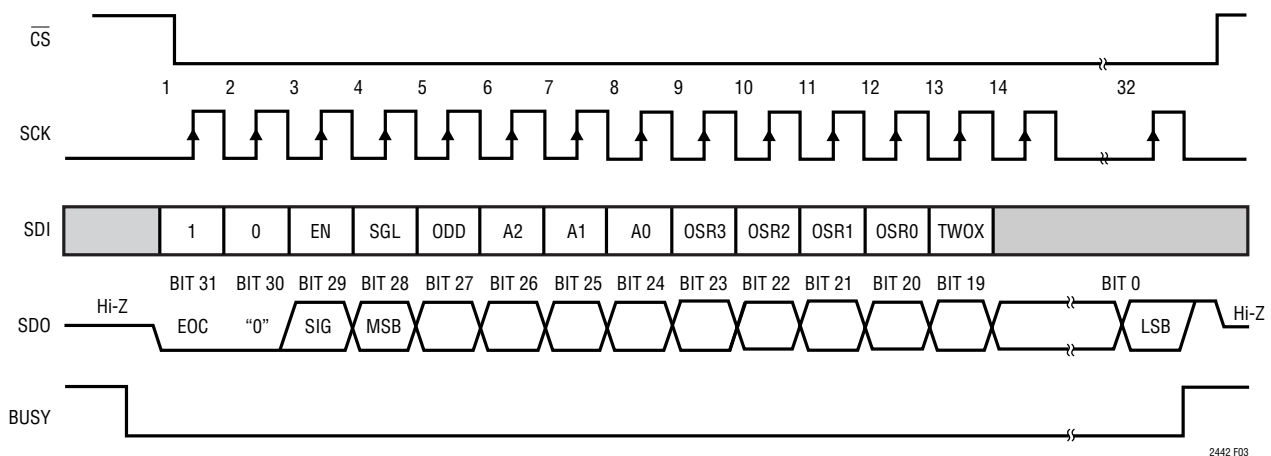 CS
1 2 3 4 5 6 7 8 9 10 11 12 13 14 32
SCK
SDI 1 0 EN SGL ODD A2 A1 A0 OSR3 OSR2 OSR1 OSR0 TWOX
BIT 31 BIT 30 BIT 29 BIT 28 BIT 27 BIT 26 BIT 25 BIT 24 BIT 23 BIT 22 BIT 21 BIT 20 BIT 19 BIT 0
Hi-Z Hi-Z
SDO EOC “0” SIG MSB LSB
BUSY
2442 F03